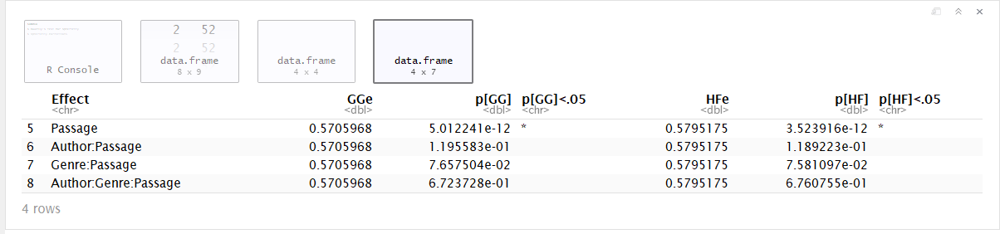 2 52
2 52
R Console
data.frame
8 x 9
data.frame
4 x 4
data.frame
4 x 7
Effect GGe p[GG] p[GG]<.05 HFe p[HF] p[HF]<.05
<chr> <dbl> <dbl> <chr> <dbl> <dbl> <chr>
5 Passage 0.5705968 5.012241e-12 * 0.5795175 3.523916e-12 *
6 Author:Passage 0.5705968 1.195583e-01 0.5795175 1.189223e-01
7 Genre:Passage 0.5705968 7.657504e-02 0.5795175 7.581097e-02
8 Author:Genre:Passage 0.5705968 6.723728e-01 0.5795175 6.760755e-01
4 rows